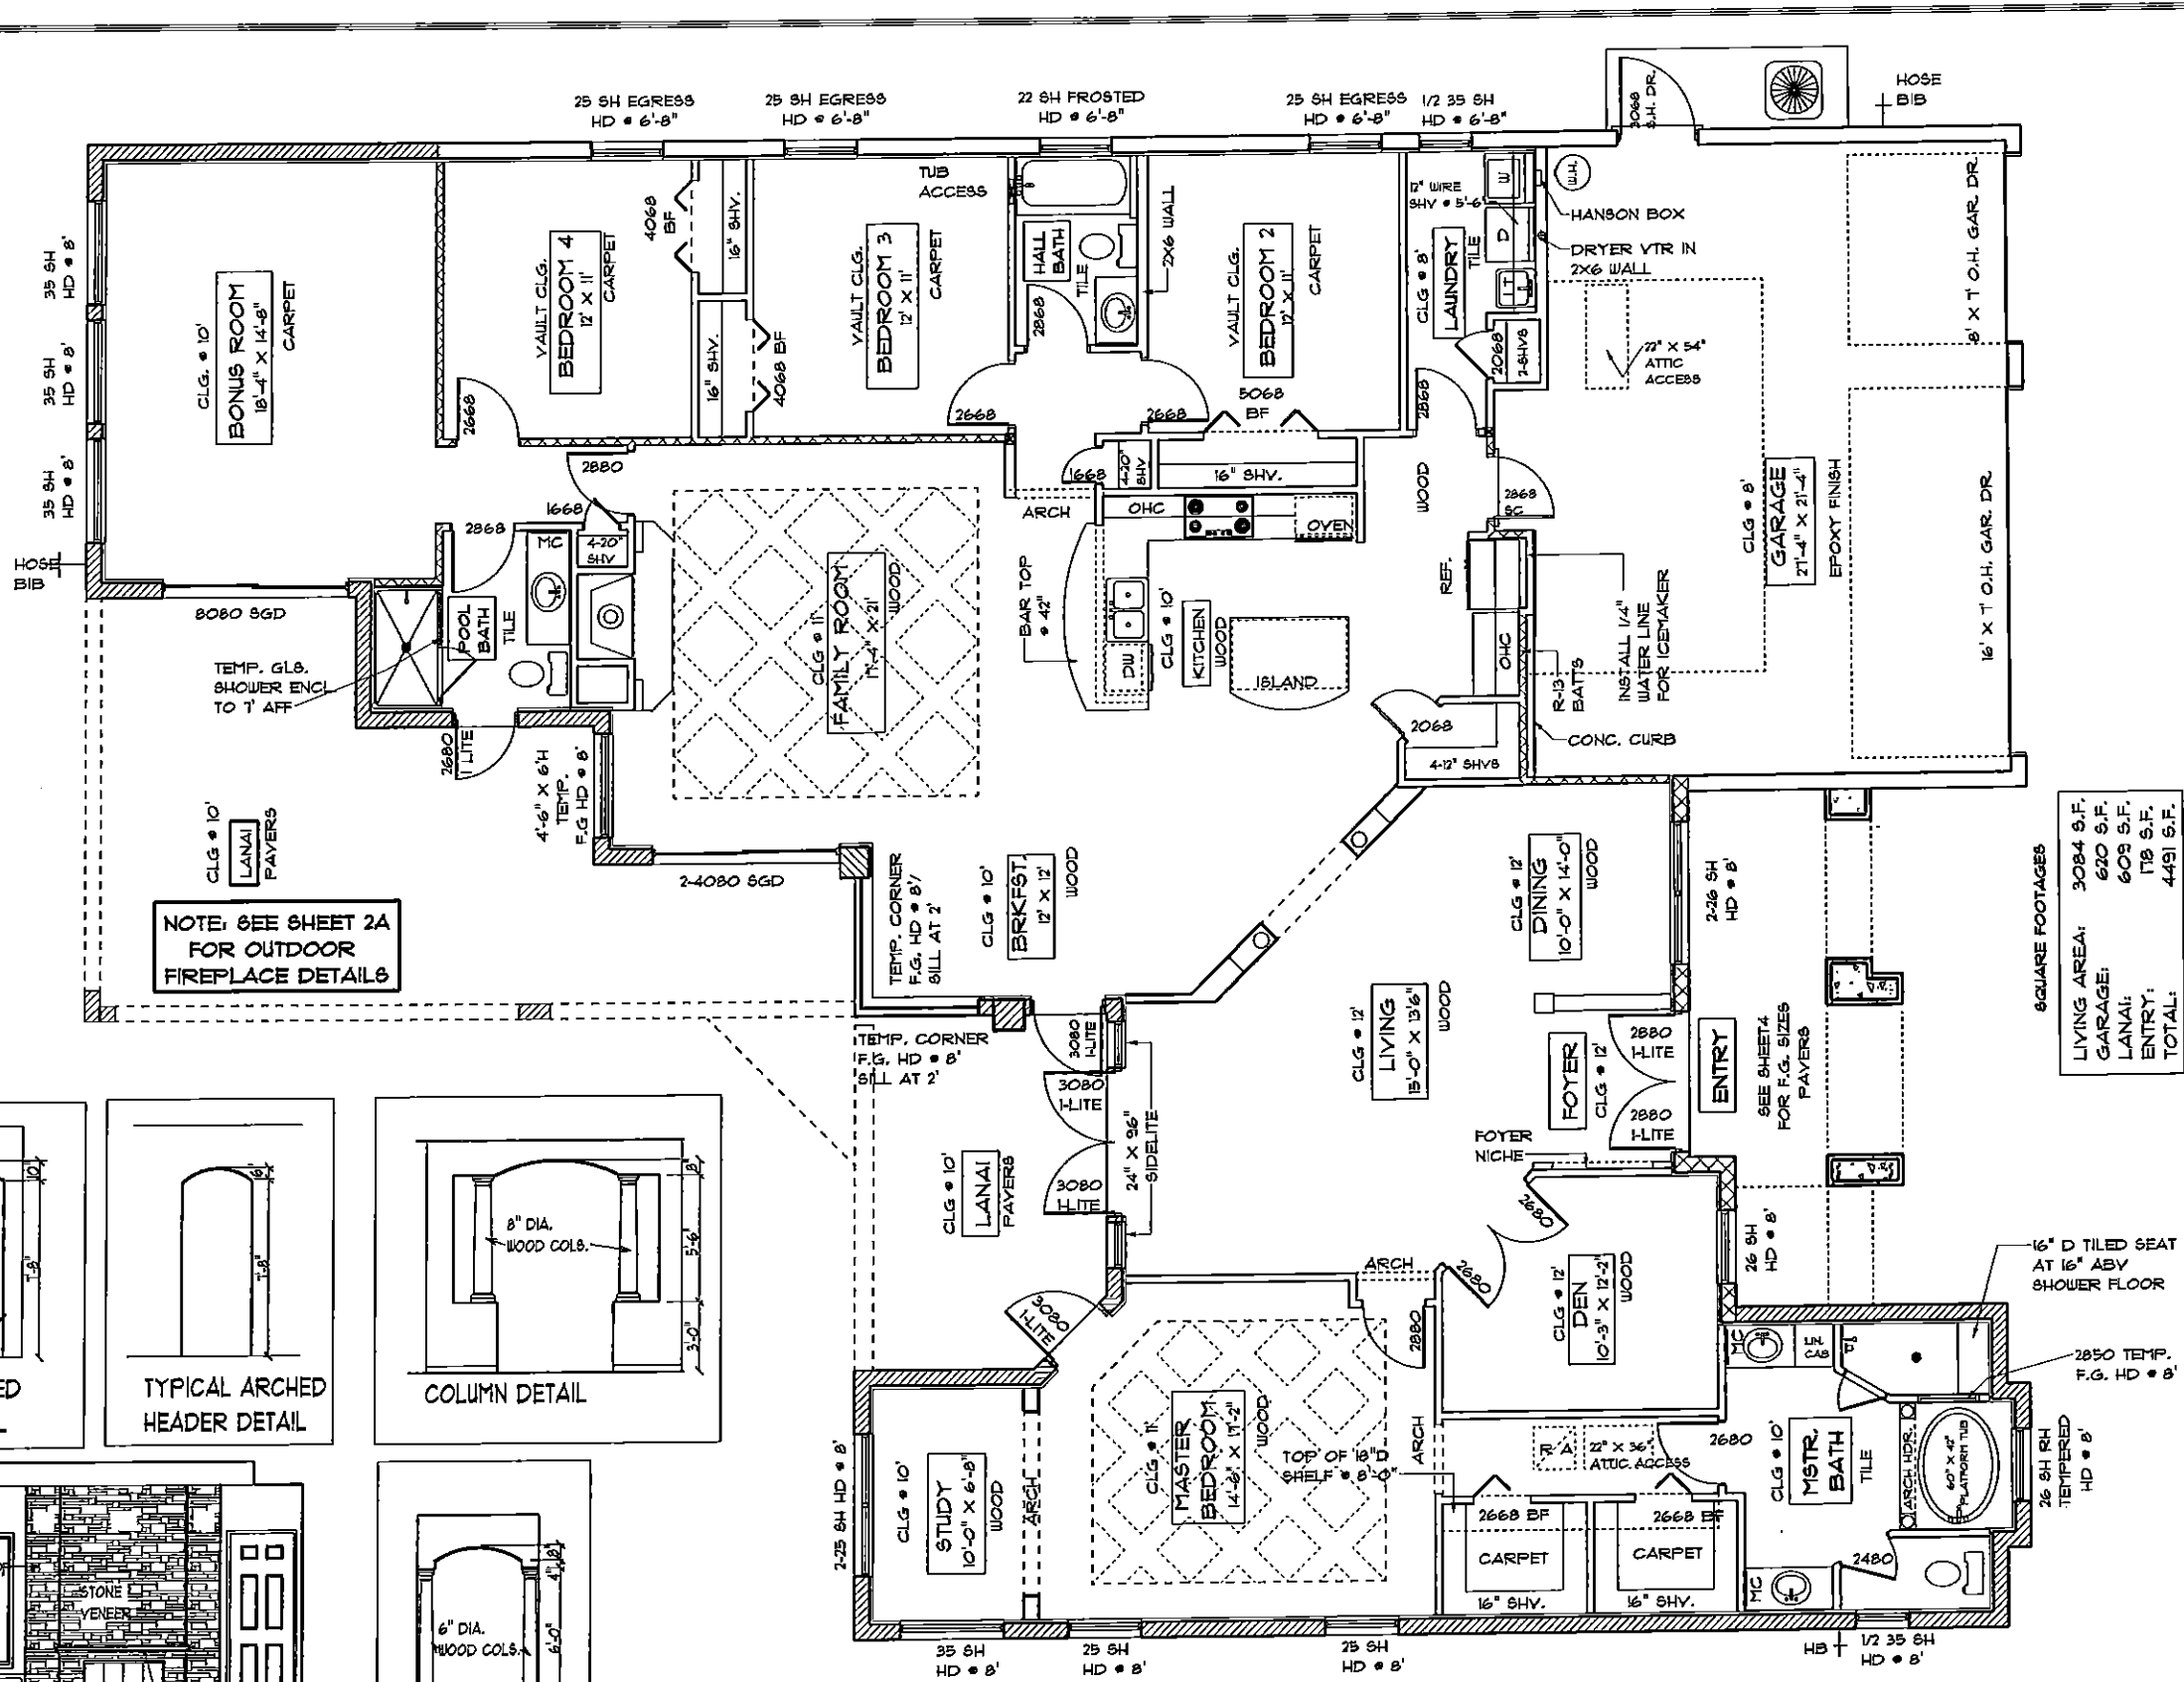 25 SH EGRESS
HD @ 6'-8"
25 SH EGRESS
HD @ 6'-8"
22 SH FROSTED
HD @ 6'-8"
25 SH EGRESS
HD @ 6'-8"
1/2 35 SH
HD @ 6'-8"
3068
S.H. DR.
HOSE
BIB
35 SH
HD @ 8'
35 SH
HD @ 8'
35 SH
HD @ 8'
HOSE
BIB
CLG. @ 10'
BONUS ROOM
18'-4" X 14'-8"
CARPET
VAULT CLG.
BEDROOM 4
12' X 11'
CARPET
2668
4068
BF
16" SHV.
16" SHV.
4068 BF
VAULT CLG.
BEDROOM 3
12' X 11'
CARPET
2668
TUB
ACCESS
HALL
BATH
TILE
2868
2X6 WALL
VAULT CLG.
BEDROOM 2
12' X 11'
CARPET
2668
5068
BF
16" SHV.
1668
4-20"
SHV
12" WIRE
SHV @ 5'-6"
CLG @ 8'
LAUNDRY
TILE
W
D
LT
2068
2-SHVS
2868
W.H.
HANSON BOX
DRYER VTR IN
2X6 WALL
22" X 54"
ATTIC
ACCESS
8' X 7' O.H. GAR. DR.
16' X 7' O.H. GAR. DR.
CLG @ 8'
GARAGE
21'-4" X 21'-4"
EPOXY FINISH
2868
SC
WOOD
2880
1668
2868
MC
4-20"
SHV
POOL
BATH
TILE
8080 SGD
TEMP. GLS.
SHOWER ENCL.
TO 7' AFF
2680
1 LITE
4'-6" X 6'H
TEMP.
F.G HD @ 8'
CLG @ 11'
FAMILY ROOM
17'-4" X 21'
WOOD
ARCH
OHC
OVEN
BAR TOP
@ 42"
DW
CLG @ 10'
KITCHEN
WOOD
ISLAND
REF.
OHC
R-13
BATTS
INSTALL 1/4"
WATER LINE
FOR ICEMAKER
CONC. CURB
2068
4-12" SHVS
CLG @ 10'
LANAI
PAVERS
NOTE: SEE SHEET 2A
FOR OUTDOOR
FIREPLACE DETAILS
2-4080 SGD
TEMP. CORNER
F.G. HD @ 8'/
SILL AT 2'
CLG @ 10'
BRKFST.
12' X 12'
WOOD
CLG @ 12'
DINING
10'-0" X 14'-0"
WOOD
2-26 SH
HD @ 8'
SQUARE FOOTAGES
LIVING AREA: 3084 S.F.
GARAGE: 620 S.F.
LANAI: 609 S.F.
ENTRY: 178 S.F.
TOTAL: 4491 S.F.
TEMP. CORNER
F.G. HD @ 8'
SILL AT 2'
3080
1-LITE
3080
1-LITE
3080
1-LITE
24" X 96"
SIDELITE
CLG @ 10'
LANAI
PAVERS
3080
1-LITE
CLG @ 12'
LIVING
15'-0" X 13'6"
WOOD
FOYER
CLG @ 12'
2880
1-LITE
2880
1-LITE
ENTRY
SEE SHEET4
FOR F.G. SIZES
PAVERS
FOYER
NICHE
2680
2680
ARCH
2880
CLG @ 12'
DEN
10'-3" X 12'-2"
WOOD
26 SH
HD @ 8'
16" D TILED SEAT
AT 16" ABV
SHOWER FLOOR
2850 TEMP.
F.G. HD @ 8'
MC
LIN.
CAB
CLG @ 10'
MSTR.
BATH
TILE
ARCH HDR.
60" X 42"
PLATFORM TUB
26 SH RH
TEMPERED
HD @ 8'
2680
R/A
22" X 36"
ATTIC ACCESS
2668 BF
2668 BF
CARPET
CARPET
16" SHV.
16" SHV.
MC
2480
HB
1/2 35 SH
HD @ 8'
CLG @ 11'
MASTER
BEDROOM
14'-6" X 17'-2"
WOOD
TOP OF 18"D
SHELF @ 8'-0"
ARCH
ARCH
CLG @ 10'
STUDY
10'-0" X 6'-8"
WOOD
2-25 SH HD @ 8'
35 SH
HD @ 8'
25 SH
HD @ 8'
25 SH
HD @ 8'
10"
7'-8"
ED
L
6"
7'-8"
TYPICAL ARCHED
HEADER DETAIL
8" DIA.
WOOD COLS.
8"
5'-6"
3'-0"
COLUMN DETAIL
STONE
VENEER
6" DIA.
WOOD COLS.
4"
8"
6'-0"